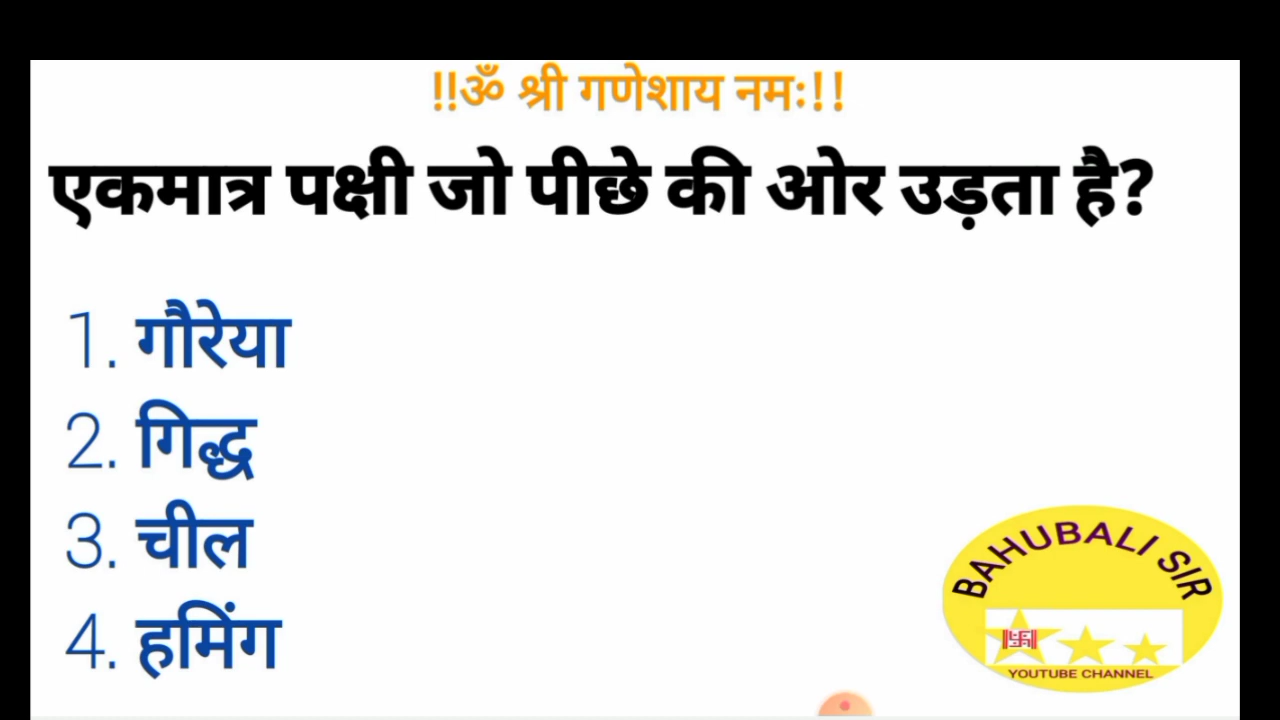 !!ॐ श्री गणेशाय नमः!!
एकमात्र पक्षी जो पीछे की ओर उड़ता है?
1. गौरेया
2. गिद्ध
3. चील
4. हमिंग
BAHUBALI SIR
YOUTUBE CHANNEL